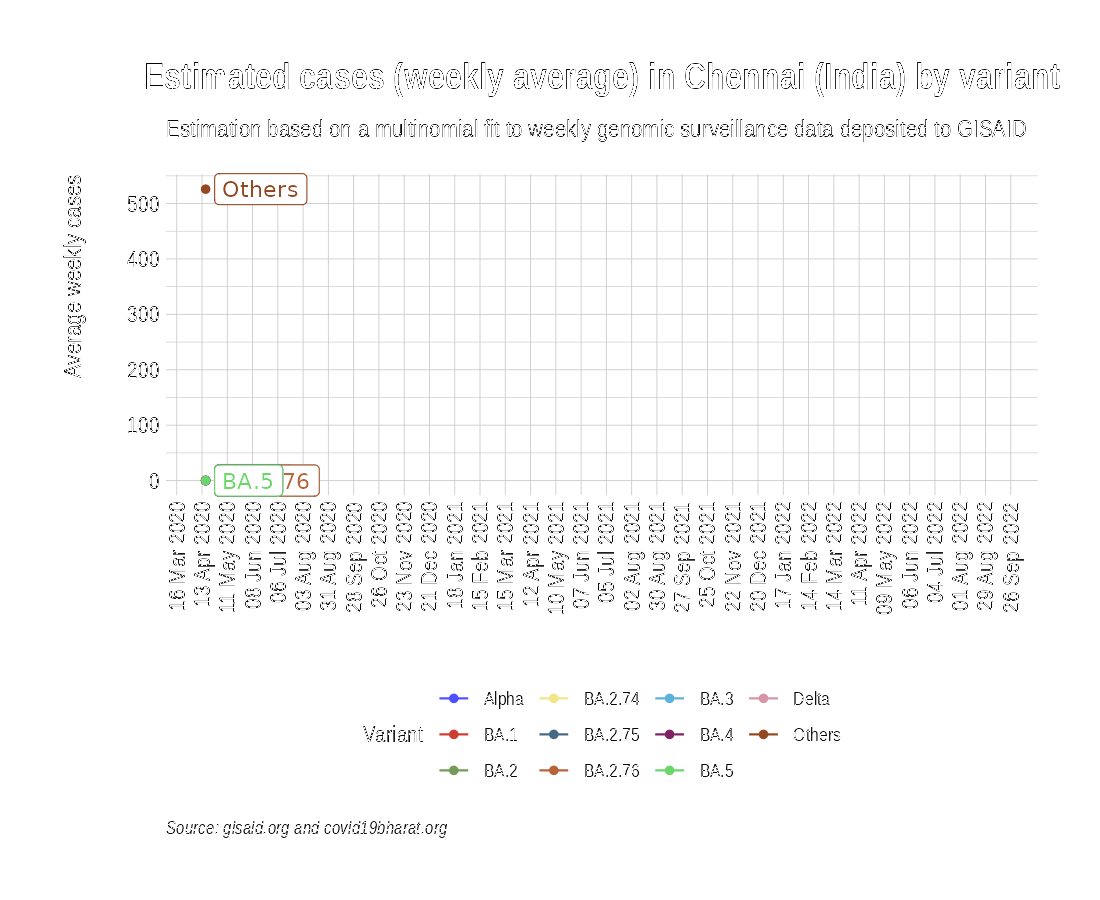 Estimated cases (weekly average) in Chennai (India) by variant
Estimation based on a multinomial fit to weekly genomic surveillance data deposited to GISAID
Average weekly cases
500
400
300
200
100
0
Others
BA.5
76
16 Mar 2020
13 Apr 2020
11 May 2020
08 Jun 2020
06 Jul 2020
03 Aug 2020
31 Aug 2020
28 Sep 2020
26 Oct 2020
23 Nov 2020
21 Dec 2020
18 Jan 2021
15 Feb 2021
15 Mar 2021
12 Apr 2021
10 May 2021
07 Jun 2021
05 Jul 2021
02 Aug 2021
30 Aug 2021
27 Sep 2021
25 Oct 2021
22 Nov 2021
20 Dec 2021
17 Jan 2022
14 Feb 2022
14 Mar 2022
11 Apr 2022
09 May 2022
06 Jun 2022
04 Jul 2022
01 Aug 2022
29 Aug 2022
26 Sep 2022
Variant
Alpha
BA.1
BA.2
BA.2.74
BA.2.75
BA.2.76
BA.3
BA.4
BA.5
Delta
Others
Source: gisaid.org and covid19bharat.org